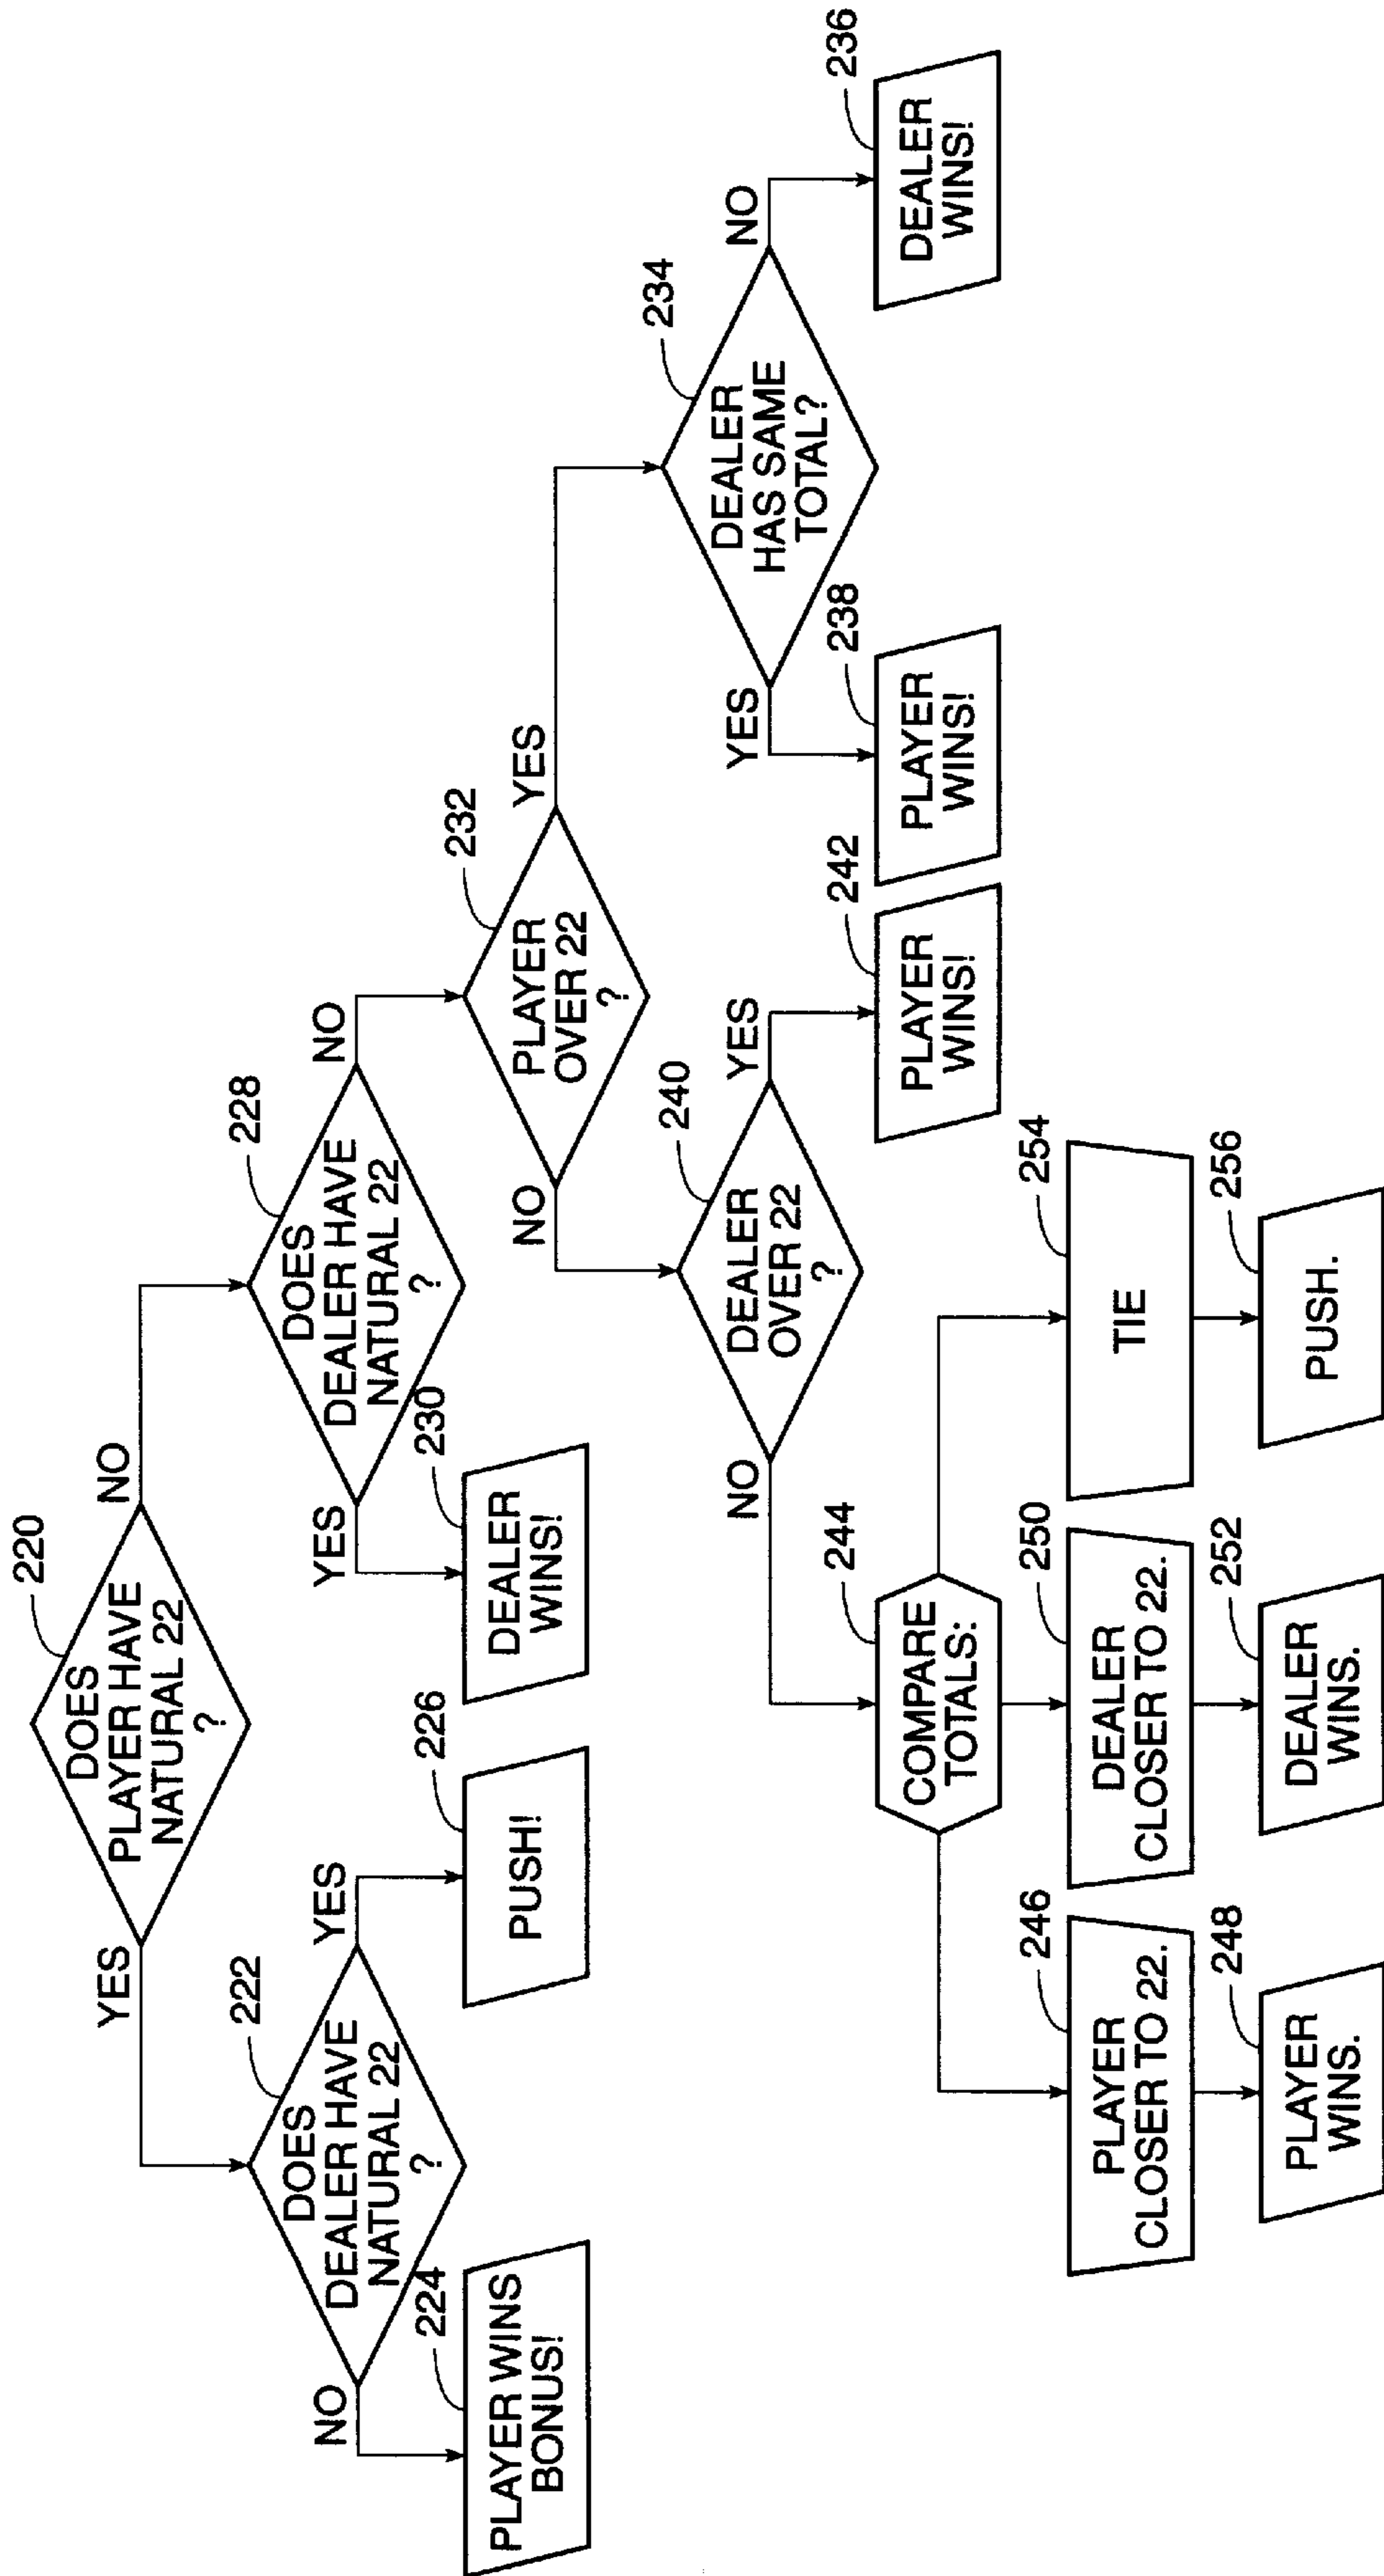 220
DOES
PLAYER HAVE
NATURAL 22
?
YES
NO
222
DOES
DEALER HAVE
NATURAL 22
?
NO
YES
228
DOES
DEALER HAVE
NATURAL 22
?
YES
NO
224
PLAYER WINS
BONUS!
226
PUSH!
230
DEALER
WINS!
232
PLAYER
OVER 22
?
NO
YES
240
DEALER
OVER 22
?
NO
YES
234
DEALER
HAS SAME
TOTAL?
YES
NO
244
COMPARE
TOTALS:
242
PLAYER
WINS!
238
PLAYER
WINS!
236
DEALER
WINS!
246
PLAYER
CLOSER TO 22.
250
DEALER
CLOSER TO 22.
254
TIE
248
PLAYER
WINS.
252
DEALER
WINS.
256
PUSH.